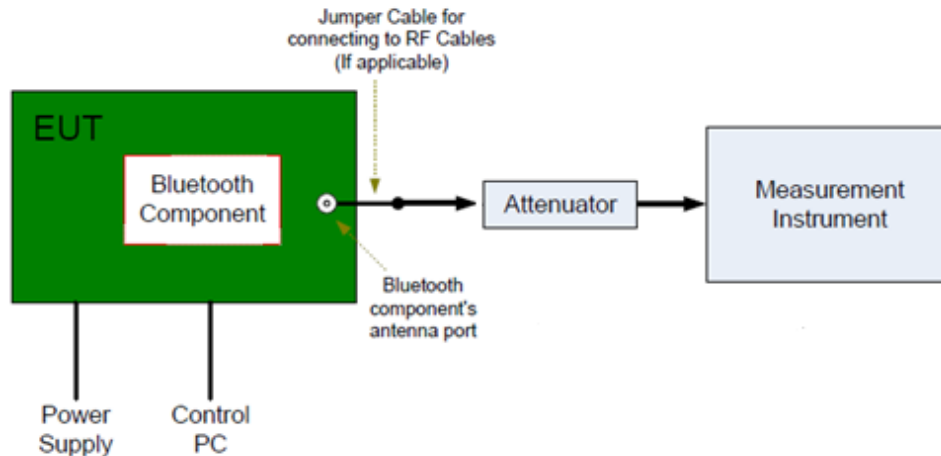 Jumper Cable for
connecting to RF Cables
(If applicable)
EUT
Bluetooth
Component
Attenuator
Measurement
Instrument
Bluetooth
component's
antenna port
Power
Supply
Control
PC